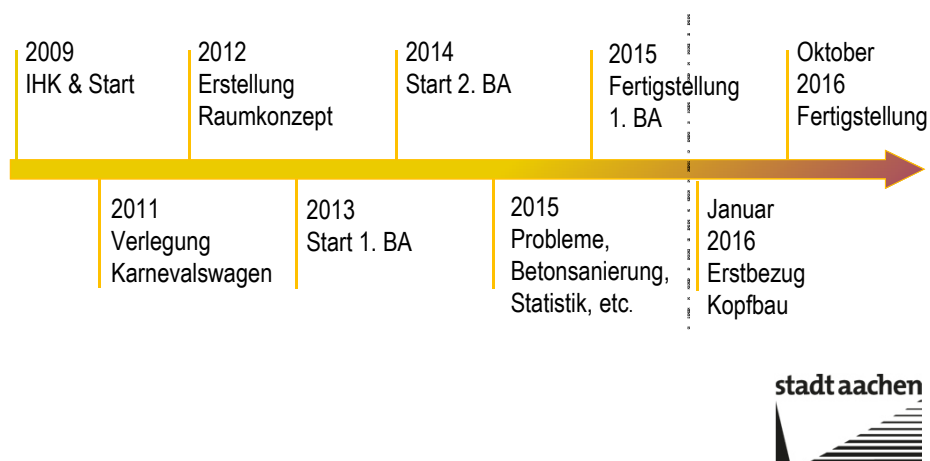 2009
IHK & Start
2012
Erstellung
Raumkonzept
2014
Start 2. BA
2015
Fertigstellung
1. BA
Oktober
2016
Fertigstellung
2011
Verlegung
Karnevalswagen
2013
Start 1. BA
2015
Probleme,
Betonsanierung,
Statistik, etc.
Januar
2016
Erstbezug
Kopfbau
stadt aachen